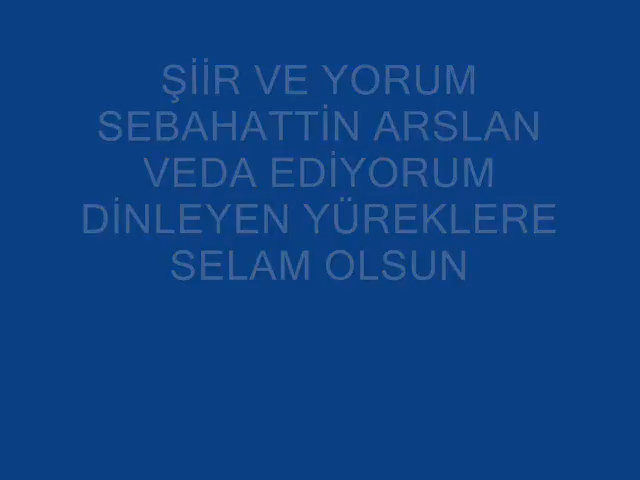 ŞİİR VE YORUM
SEBAHATTİN ARSLAN
VEDA EDİYORUM
DİNLEYEN YÜREKLERE
SELAM OLSUN